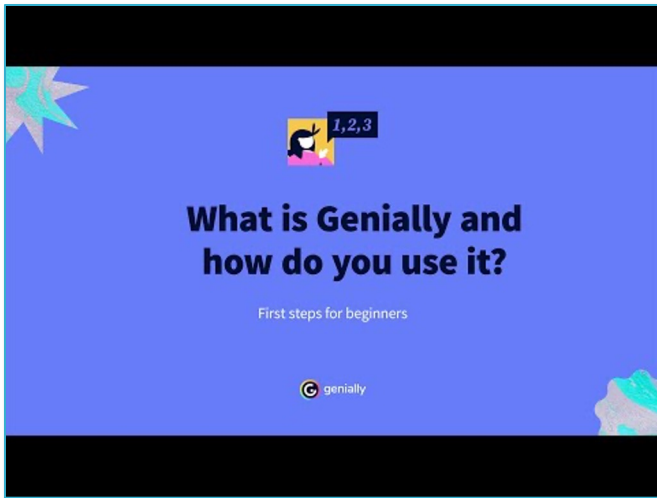 1,2,3
What is Genially and
how do you use it?
First steps for beginners
G genially